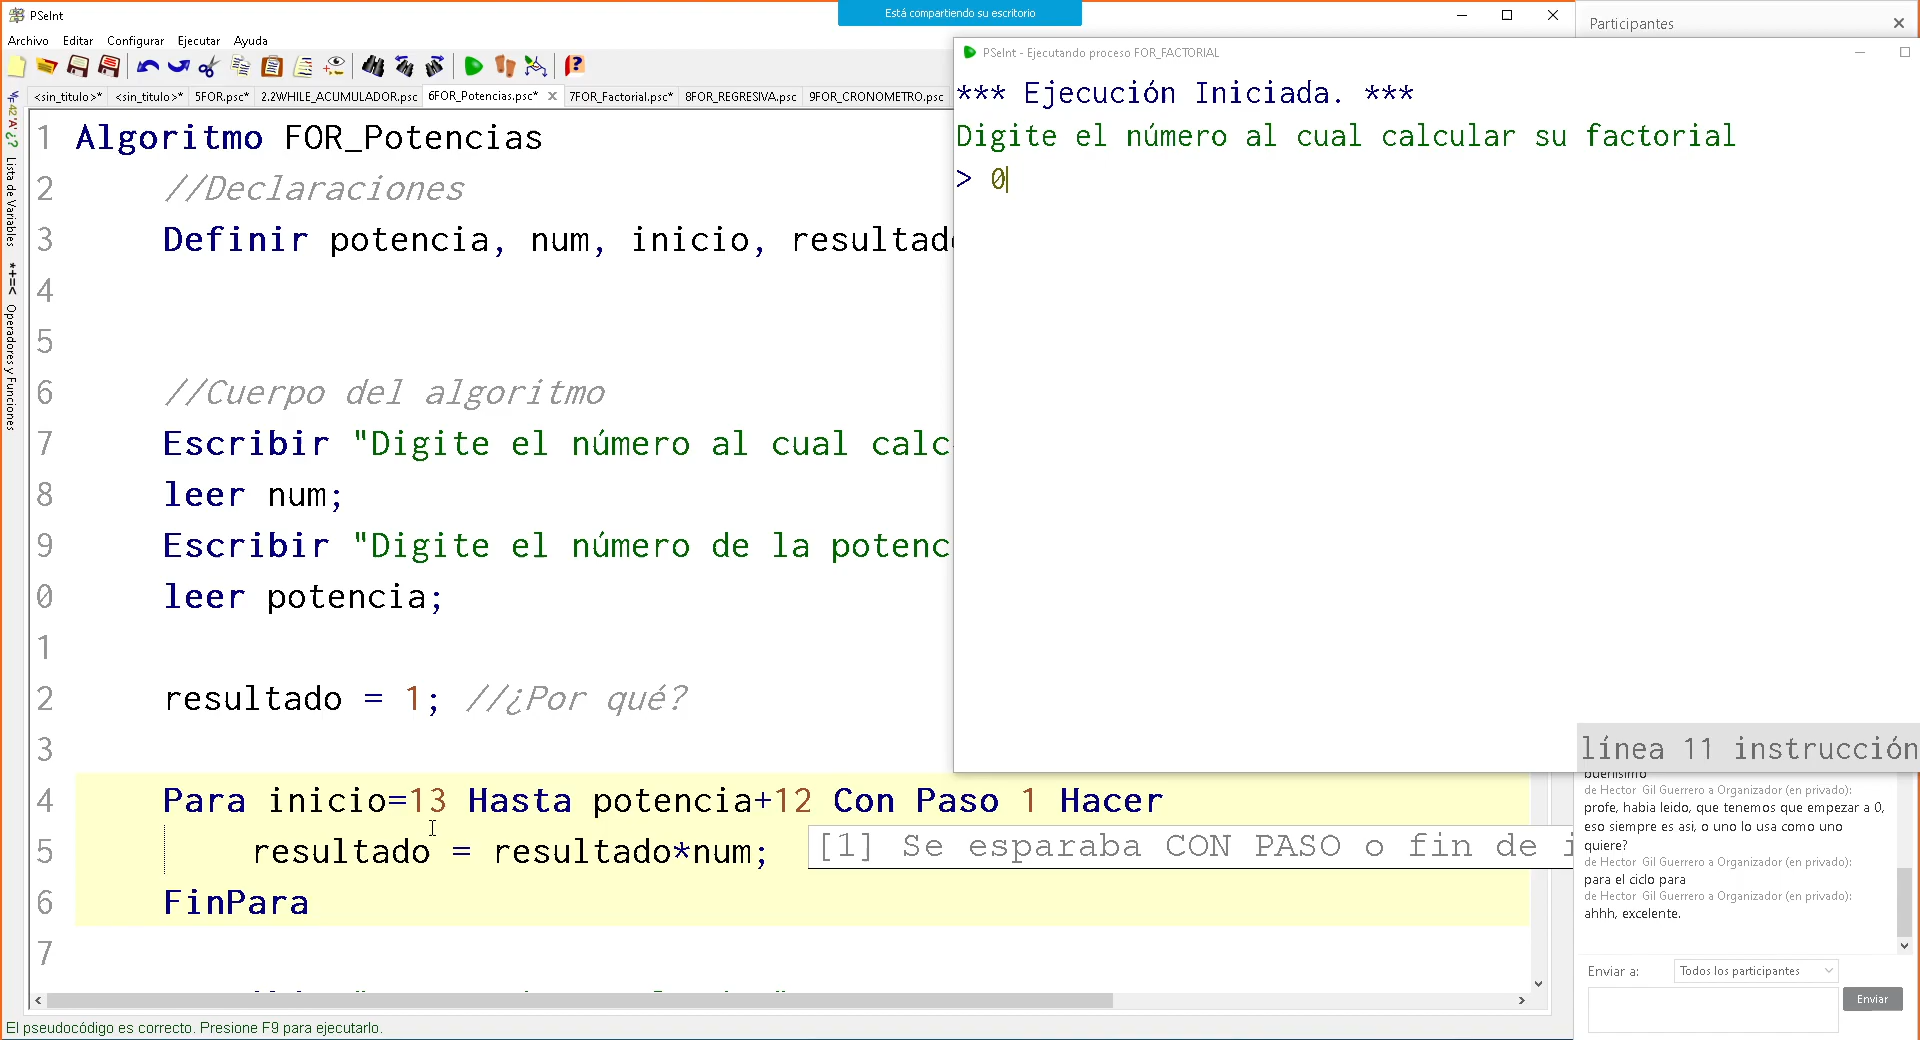 PSeInt
Está compartiendo su escritorio
Archivo Editar Configurar Ejecutar Ayuda
<sin_titulo>* <sin_titulo>* 5FOR.psc* 2.2WHILE_ACUMULADOR.psc 6FOR_Potencias.psc* 7FOR_Factorial.psc* 8FOR_REGRESIVA.psc 9FOR_CRONOMETRO.psc
Lista de Variables
*+=< Operadores y Funciones
1 Algoritmo FOR_Potencias
2 //Declaraciones
3 Definir potencia, num, inicio, resultado
4
5
6 //Cuerpo del algoritmo
7 Escribir "Digite el número al cual calc
8 leer num;
9 Escribir "Digite el número de la potenc
0 leer potencia;
1
2 resultado = 1; //¿Por qué?
3
4 Para inicio=13 Hasta potencia+12 Con Paso 1 Hacer
5 resultado = resultado*num;
[1] Se esparaba CON PASO o fin de i
6 FinPara
7
El pseudocódigo es correcto. Presione F9 para ejecutarlo.
PSeInt - Ejecutando proceso FOR_FACTORIAL
*** Ejecución Iniciada. ***
Digite el número al cual calcular su factorial
> 0
línea 11 instrucción
Participantes
buenisimo
de Hector Gil Guerrero a Organizador (en privado):
profe, habia leido, que tenemos que empezar a 0,
eso siempre es asi, o uno lo usa como uno
quiere?
de Hector Gil Guerrero a Organizador (en privado):
para el ciclo para
de Hector Gil Guerrero a Organizador (en privado):
ahhh, excelente.
Enviar a: Todos los participantes
Enviar